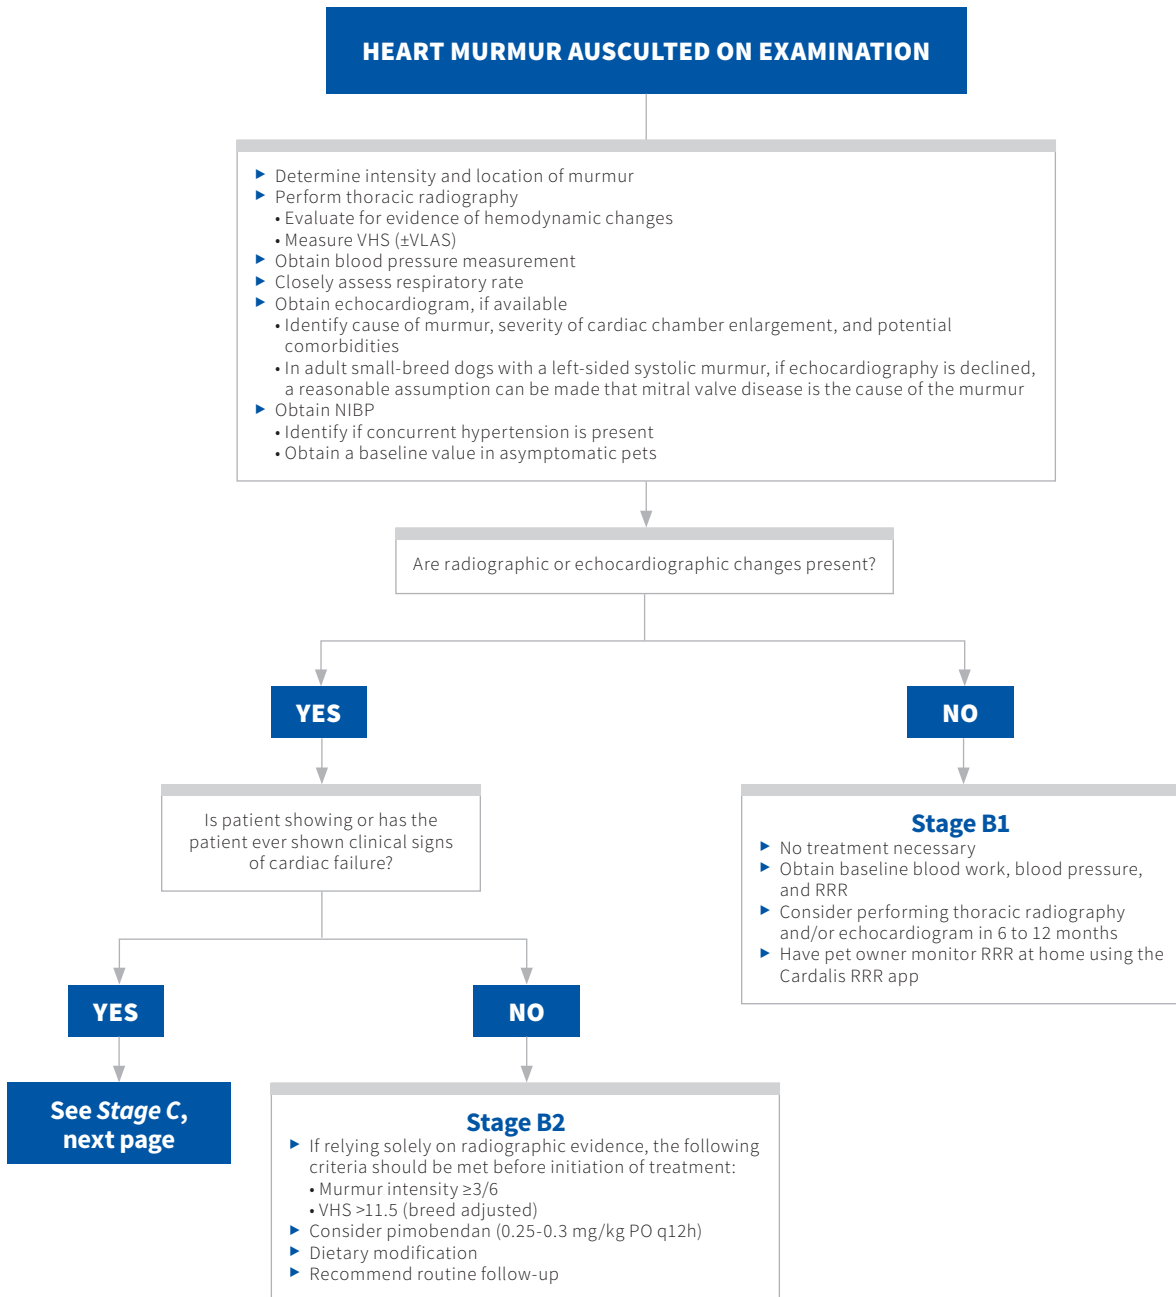 HEART MURMUR AUSCULTED ON EXAMINATION
▶ Determine intensity and location of murmur
▶ Perform thoracic radiography
• Evaluate for evidence of hemodynamic changes
• Measure VHS (±VLAS)
▶ Obtain blood pressure measurement
▶ Closely assess respiratory rate
▶ Obtain echocardiogram, if available
• Identify cause of murmur, severity of cardiac chamber enlargement, and potential
comorbidities
• In adult small-breed dogs with a left-sided systolic murmur, if echocardiography is declined,
a reasonable assumption can be made that mitral valve disease is the cause of the murmur
▶ Obtain NIBP
• Identify if concurrent hypertension is present
• Obtain a baseline value in asymptomatic pets
Are radiographic or echocardiographic changes present?
YES
NO
Is patient showing or has the
patient ever shown clinical signs
of cardiac failure?
Stage B1
▶ No treatment necessary
▶ Obtain baseline blood work, blood pressure,
and RRR
▶ Consider performing thoracic radiography
and/or echocardiogram in 6 to 12 months
▶ Have pet owner monitor RRR at home using the
Cardalis RRR app
YES
NO
See Stage C,
next page
Stage B2
▶ If relying solely on radiographic evidence, the following
criteria should be met before initiation of treatment:
• Murmur intensity ≥3/6
• VHS >11.5 (breed adjusted)
▶ Consider pimobendan (0.25-0.3 mg/kg PO q12h)
▶ Dietary modification
▶ Recommend routine follow-up